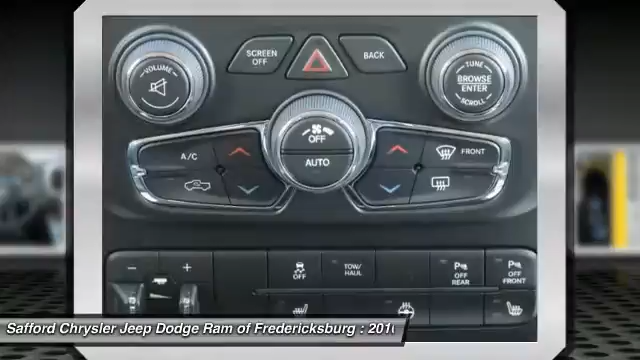 SCREEN OFF
BACK
VOLUME
TUNE
BROWSE
ENTER
SCROLL
OFF
AUTO
A/C
FRONT
- +
OFF
TOW/
HAUL
OFF
REAR
OFF
FRONT
Safford Chrysler Jeep Dodge Ram of Fredericksburg : 201